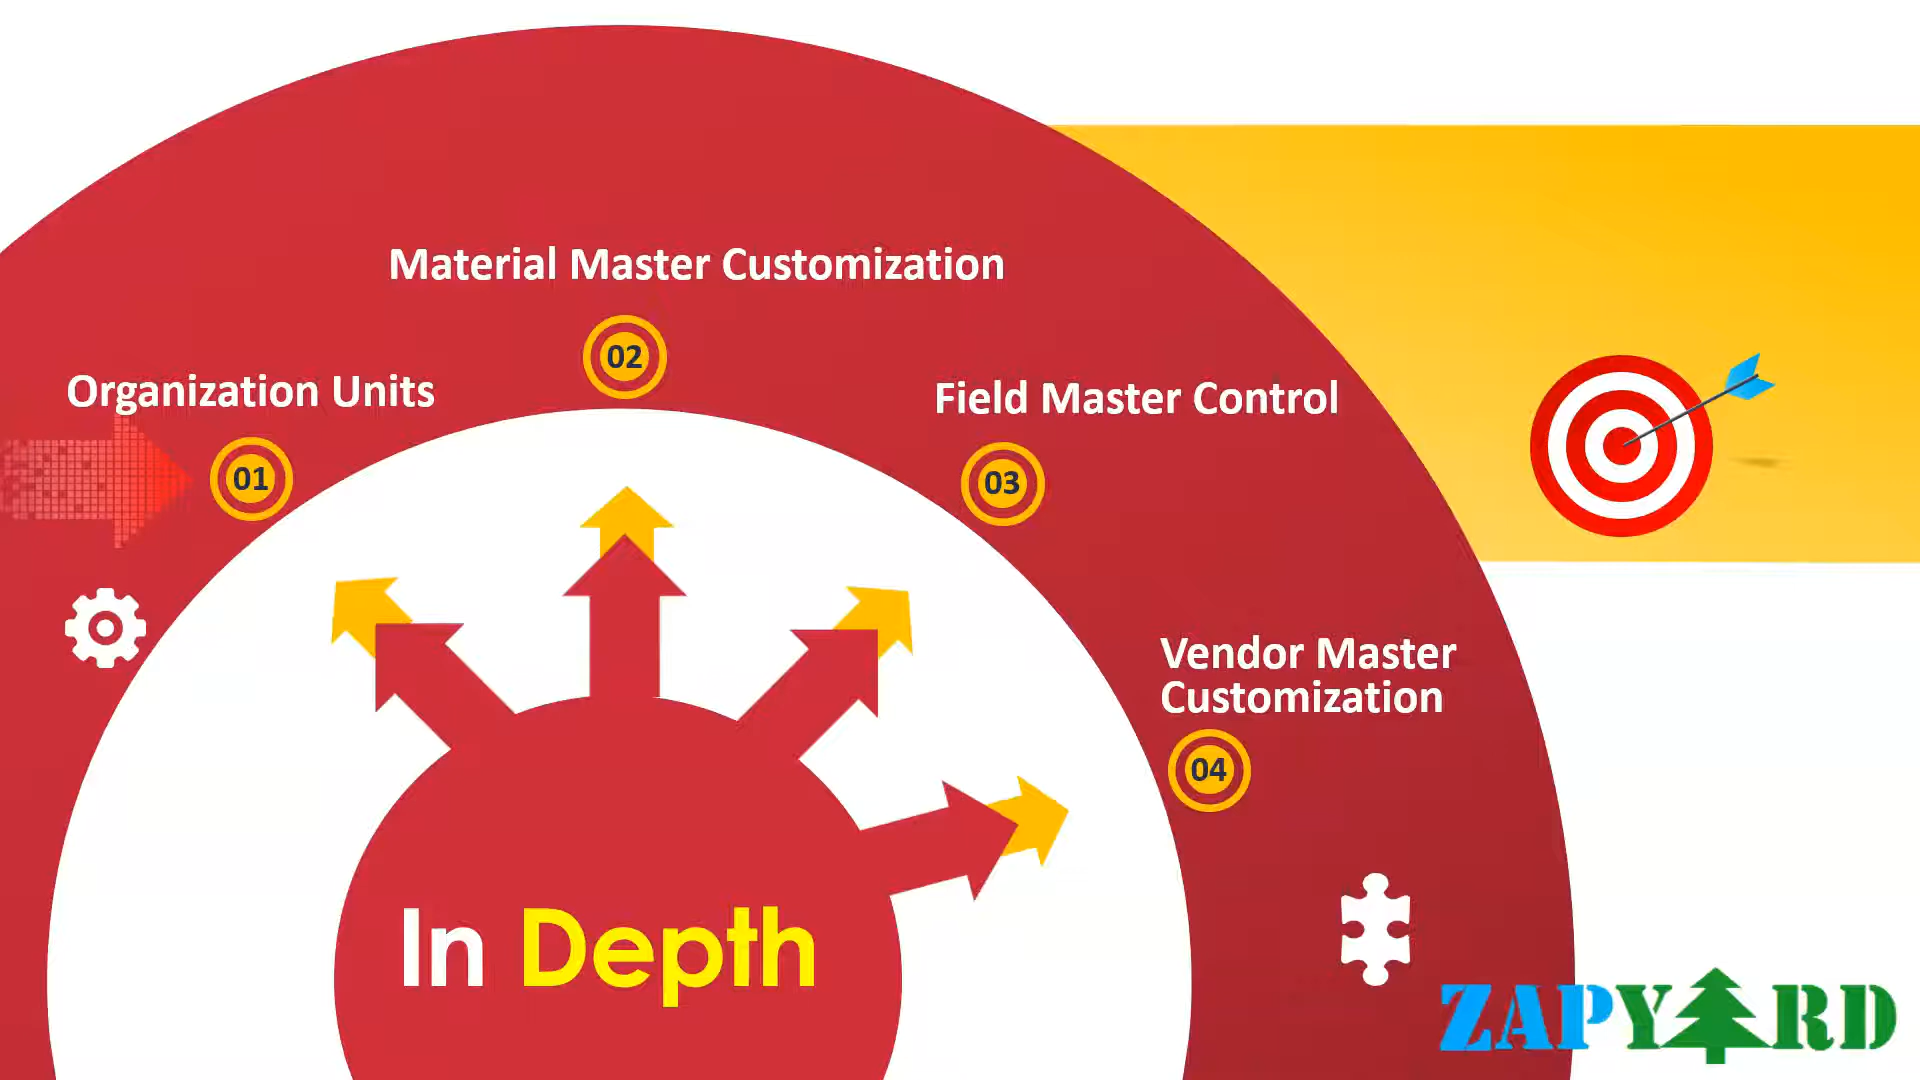 Material Master Customization
02
Organization Units
01
Field Master Control
03
Vendor Master
Customization
04
In Depth
ZAPYARD